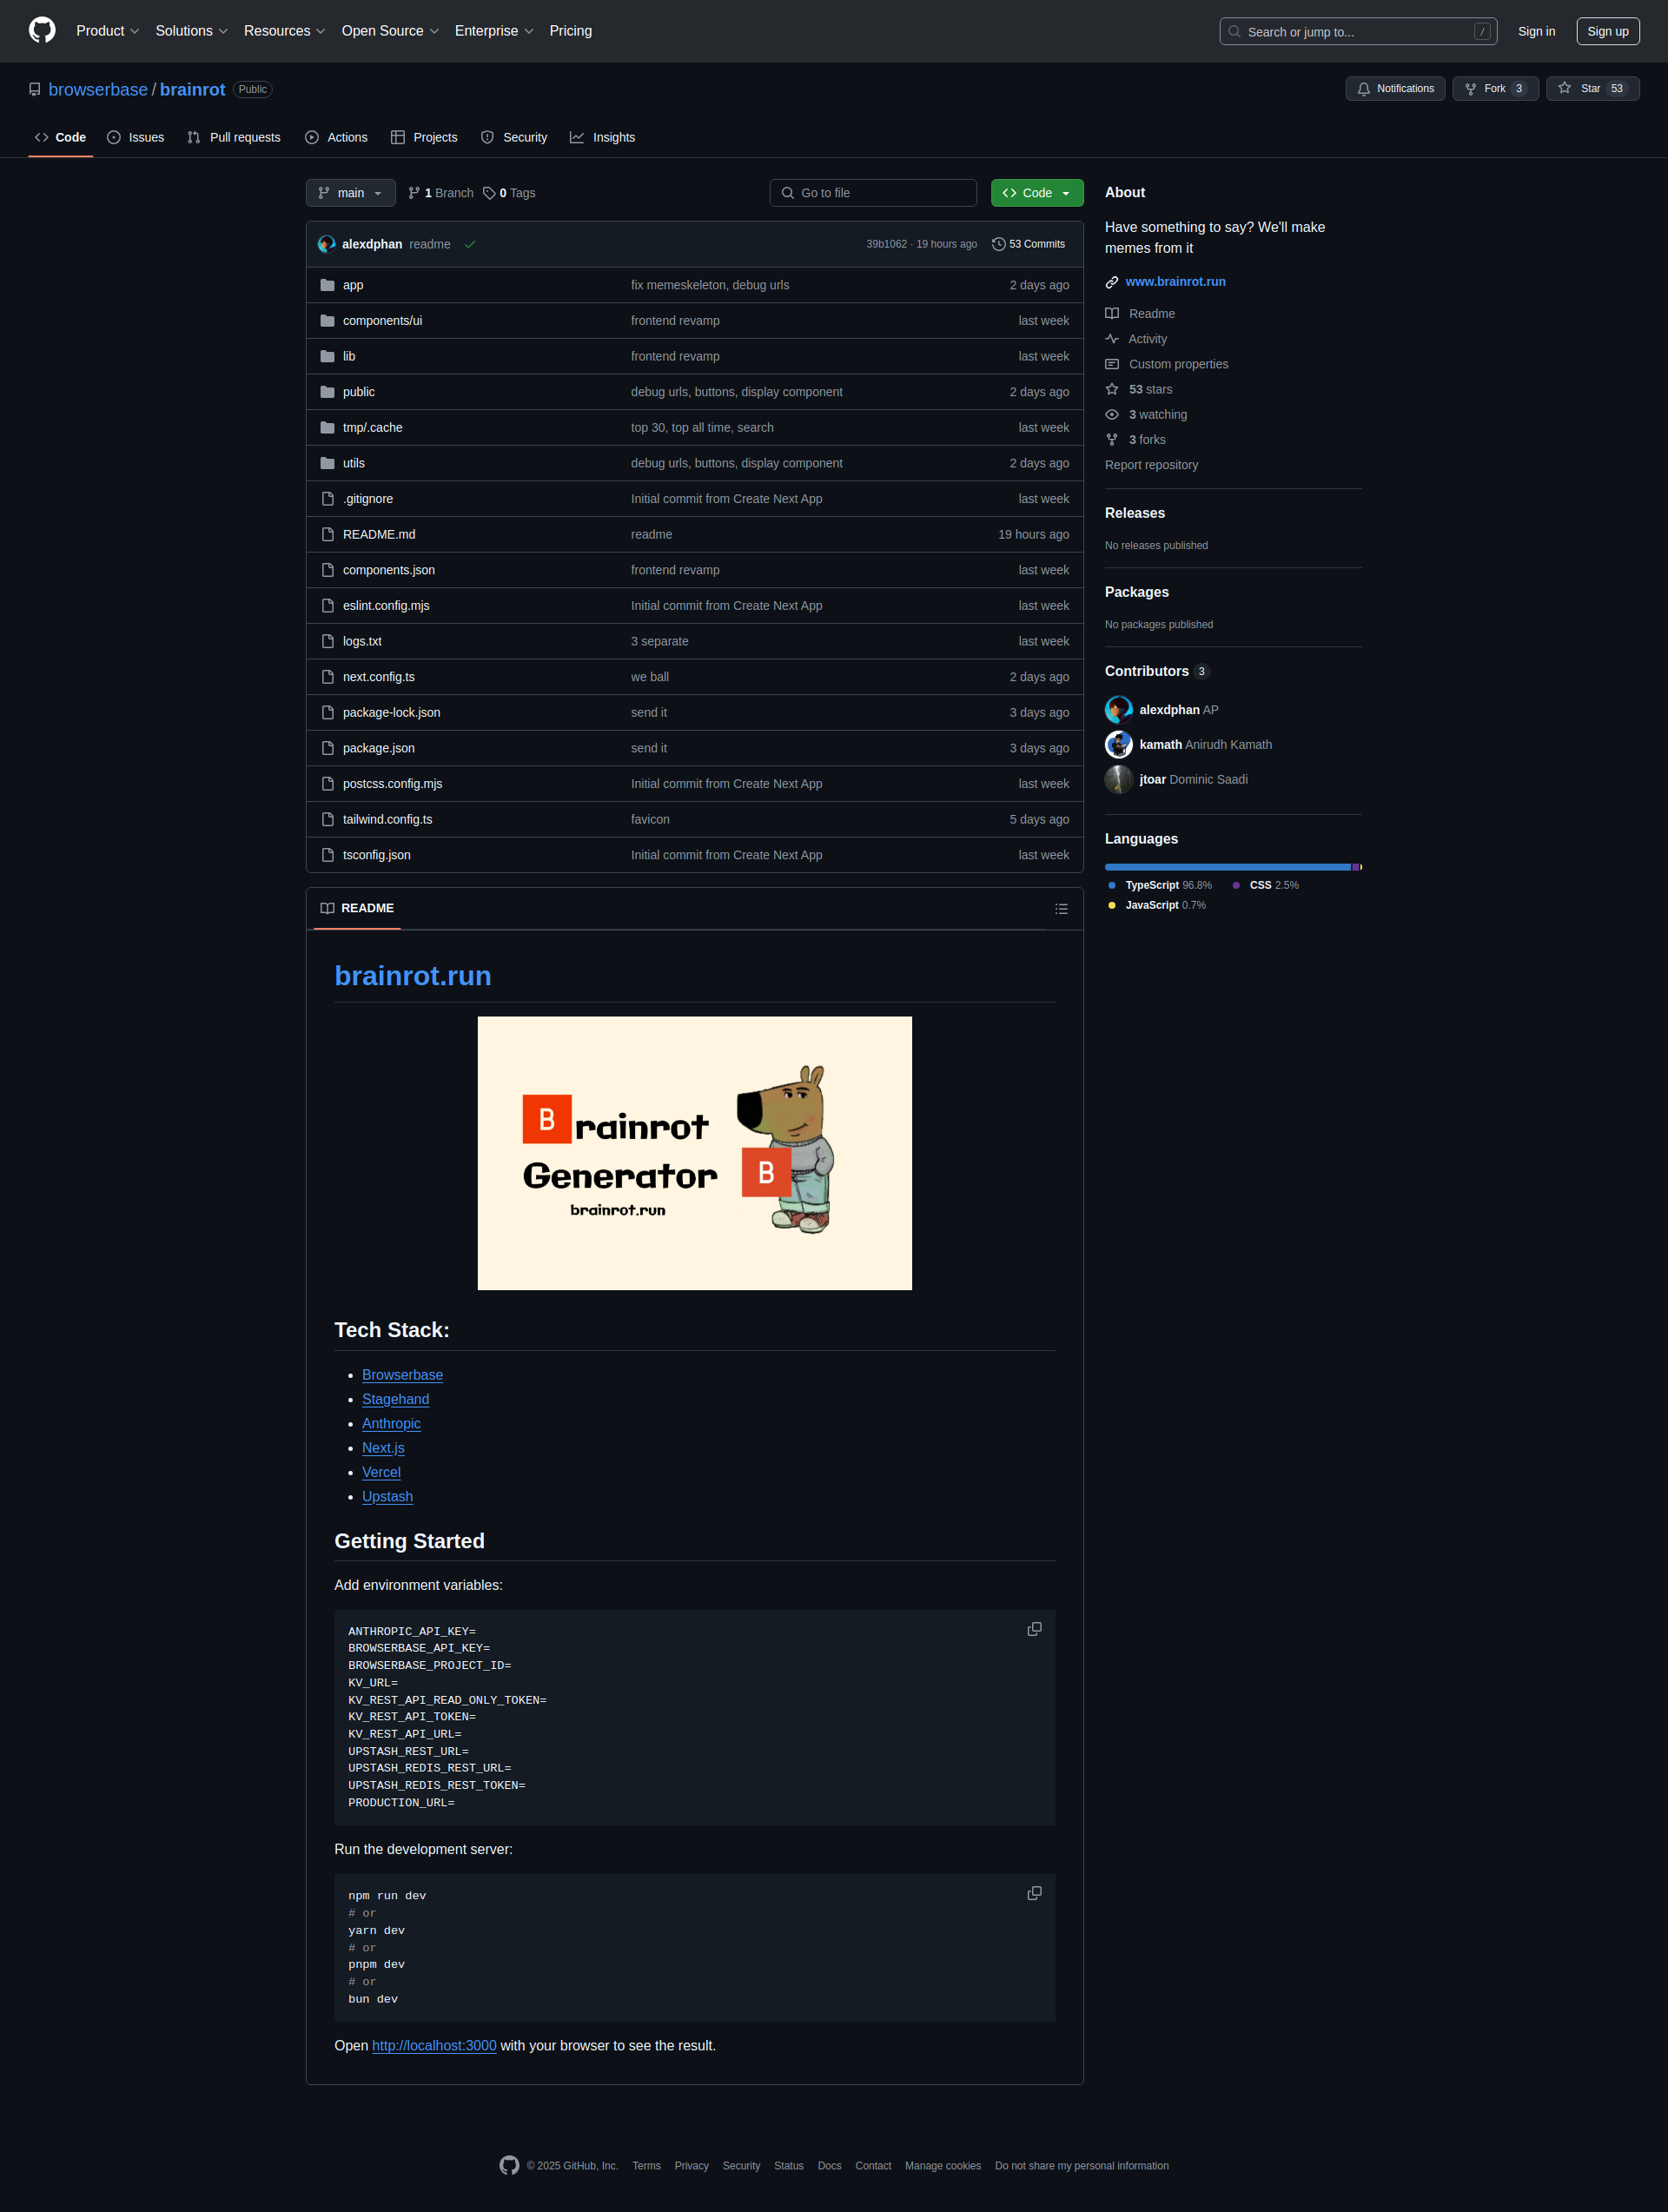 Product Solutions Resources Open Source Enterprise Pricing Search or jump to... / Sign in Sign up
browserbase / brainrot Public Notifications Fork 3 Star 53
Code Issues Pull requests Actions Projects Security Insights
main 1 Branch 0 Tags Go to file Code
alexdphan readme 39b1062 · 19 hours ago 53 Commits
app fix memeskeleton, debug urls 2 days ago
components/ui frontend revamp last week
lib frontend revamp last week
public debug urls, buttons, display component 2 days ago
tmp/.cache top 30, top all time, search last week
utils debug urls, buttons, display component 2 days ago
.gitignore Initial commit from Create Next App last week
README.md readme 19 hours ago
components.json frontend revamp last week
eslint.config.mjs Initial commit from Create Next App last week
logs.txt 3 separate last week
next.config.ts we ball 2 days ago
package-lock.json send it 3 days ago
package.json send it 3 days ago
postcss.config.mjs Initial commit from Create Next App last week
tailwind.config.ts favicon 5 days ago
tsconfig.json Initial commit from Create Next App last week
README
brainrot.run
B rainrot
Generator
brainrot.run
B
Tech Stack:
Browserbase
Stagehand
Anthropic
Next.js
Vercel
Upstash
Getting Started
Add environment variables:
ANTHROPIC_API_KEY=
BROWSERBASE_API_KEY=
BROWSERBASE_PROJECT_ID=
KV_URL=
KV_REST_API_READ_ONLY_TOKEN=
KV_REST_API_TOKEN=
KV_REST_API_URL=
UPSTASH_REST_URL=
UPSTASH_REDIS_REST_URL=
UPSTASH_REDIS_REST_TOKEN=
PRODUCTION_URL=
Run the development server:
npm run dev
# or
yarn dev
# or
pnpm dev
# or
bun dev
Open http://localhost:3000 with your browser to see the result.
About
Have something to say? We'll make
memes from it
www.brainrot.run
Readme
Activity
Custom properties
53 stars
3 watching
3 forks
Report repository
Releases
No releases published
Packages
No packages published
Contributors 3
alexdphan AP
kamath Anirudh Kamath
jtoar Dominic Saadi
Languages
TypeScript 96.8% CSS 2.5%
JavaScript 0.7%
© 2025 GitHub, Inc. Terms Privacy Security Status Docs Contact Manage cookies Do not share my personal information